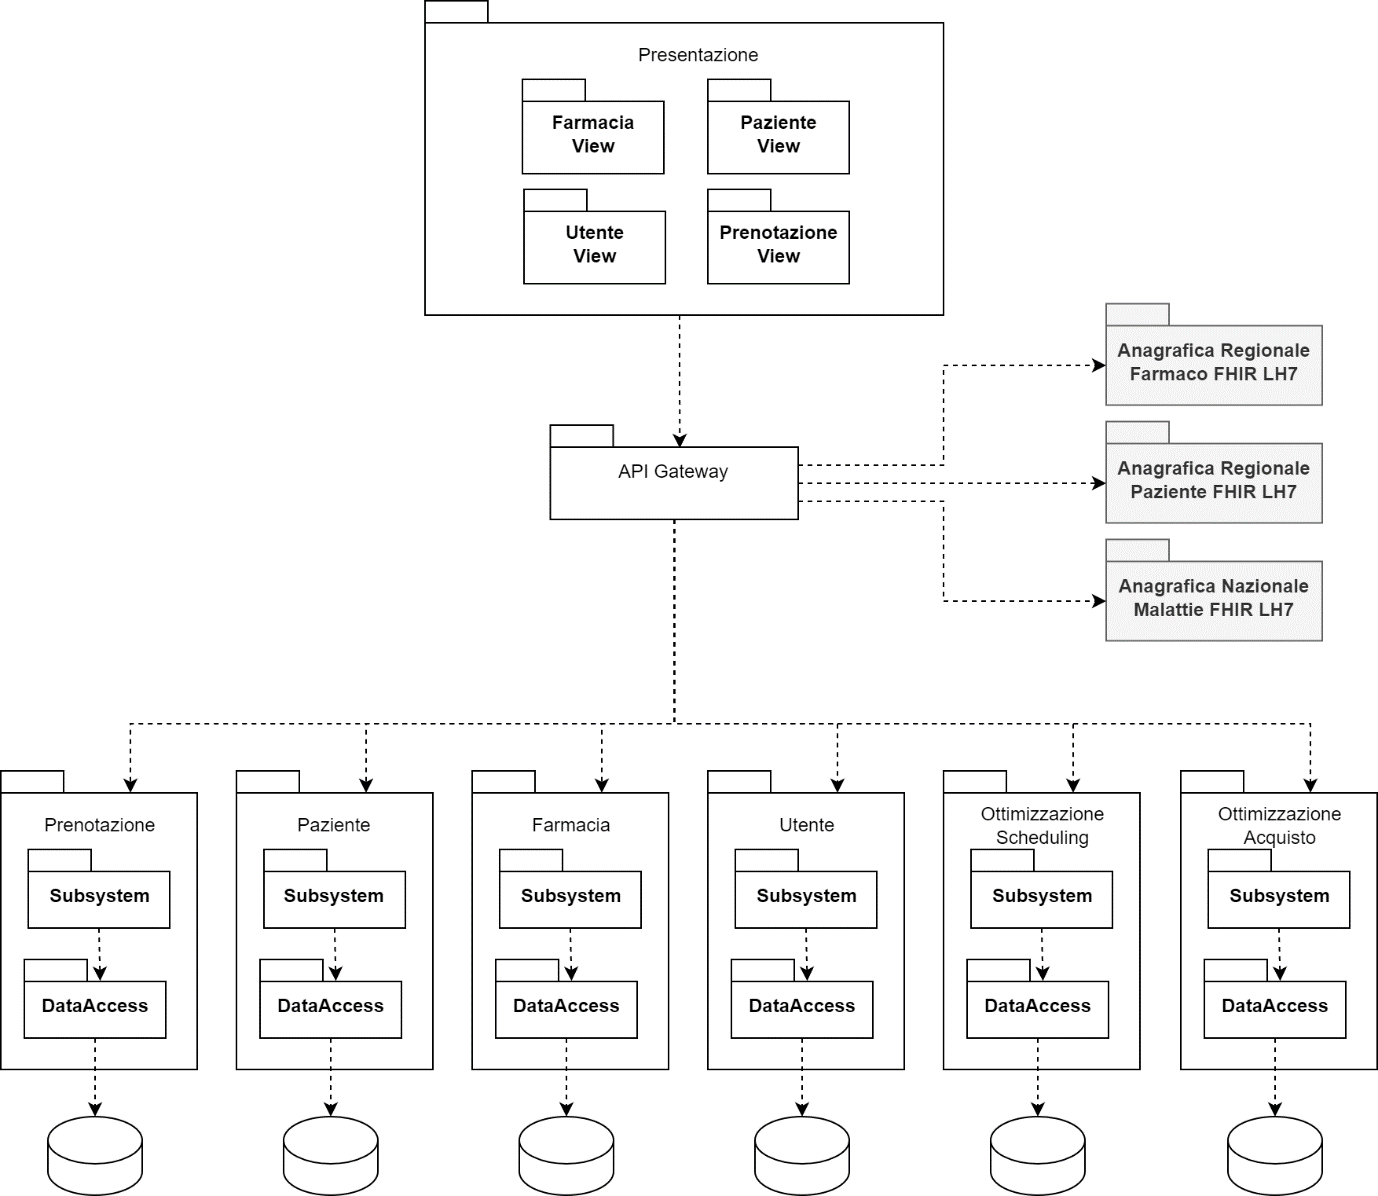 Presentazione
Farmacia
View
Paziente
View
Utente
View
Prenotazione
View
Anagrafica Regionale
Farmaco FHIR LH7
API Gateway
Anagrafica Regionale
Paziente FHIR LH7
Anagrafica Nazionale
Malattie FHIR LH7
Prenotazione
Subsystem
DataAccess
Paziente
Subsystem
DataAccess
Farmacia
Subsystem
DataAccess
Utente
Subsystem
DataAccess
Ottimizzazione
Scheduling
Subsystem
DataAccess
Ottimizzazione
Acquisto
Subsystem
DataAccess